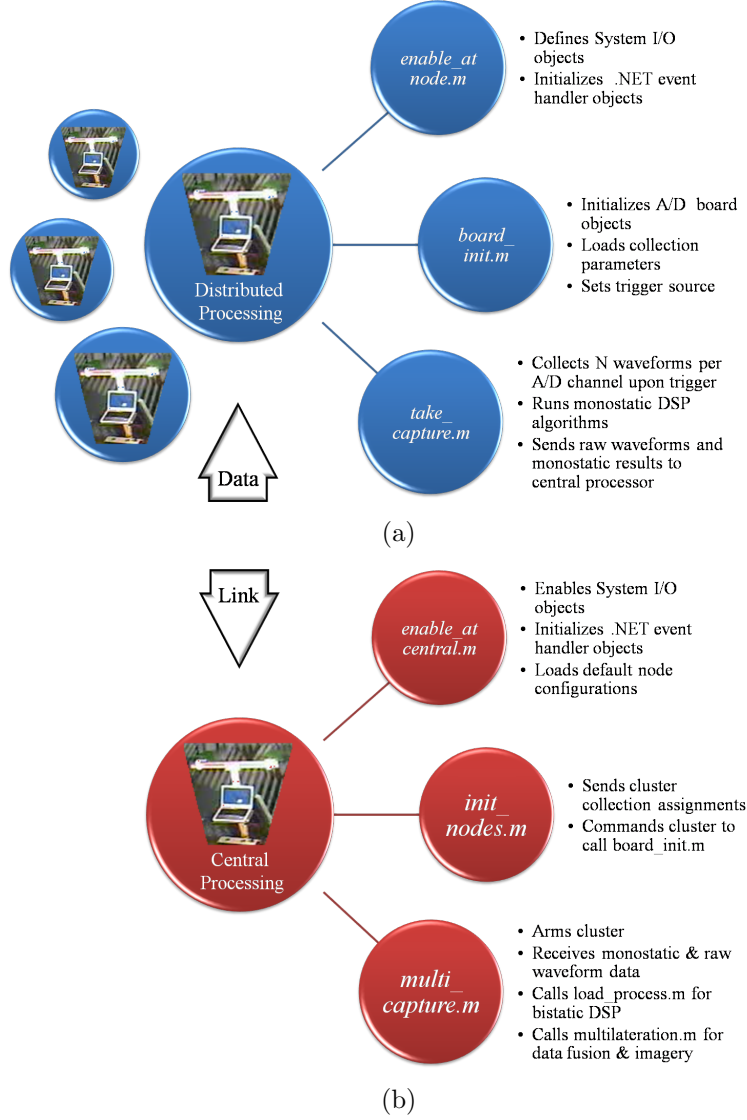 enable_at
node.m
• Defines System I/O
objects
• Initializes .NET event
handler objects
Distributed
Processing
board_
init.m
• Initializes A/D board
objects
• Loads collection
parameters
• Sets trigger source
take_
capture.m
• Collects N waveforms per
A/D channel upon trigger
• Runs monostatic DSP
algorithms
• Sends raw waveforms and
monostatic results to
central processor
Data
(a)
Link
enable_at
central.m
• Enables System I/O
objects
• Initializes .NET event
handler objects
• Loads default node
configurations
Central
Processing
init_
nodes.m
• Sends cluster
collection assignments
• Commands cluster to
call board_init.m
multi_
capture.m
• Arms cluster
• Receives monostatic & raw
waveform data
• Calls load_process.m for
bistatic DSP
• Calls multilateration.m for
data fusion & imagery
(b)